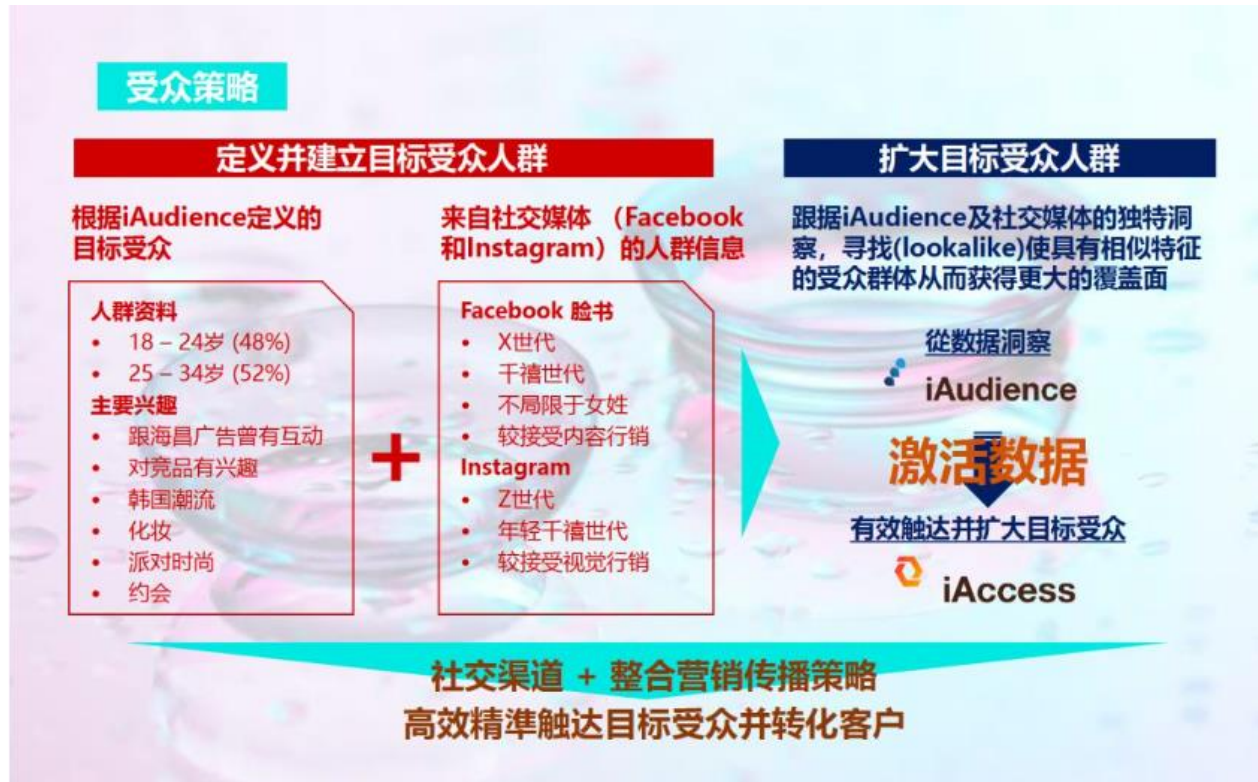 受众策略
定义并建立目标受众人群
根据iAudience定义的
目标受众
人群资料
• 18 – 24岁 (48%)
• 25 – 34岁 (52%)
主要兴趣
• 跟海昌广告曾有互动
• 对竞品有兴趣
• 韩国潮流
• 化妆
• 派对时尚
• 约会
+
来自社交媒体 （Facebook
和Instagram）的人群信息
Facebook 脸书
• X世代
• 千禧世代
• 不局限于女姓
• 较接受内容行销
Instagram
• Z世代
• 年轻千禧世代
• 较接受视觉行销
扩大目标受众人群
跟据iAudience及社交媒体的独特洞
察，寻找(lookalike)使具有相似特征
的受众群体从而获得更大的覆盖面
從数据洞察
iAudience
激活数据
有效触达并扩大目标受众
iAccess
社交渠道 + 整合营销传播策略
高效精準触达目标受众并转化客户